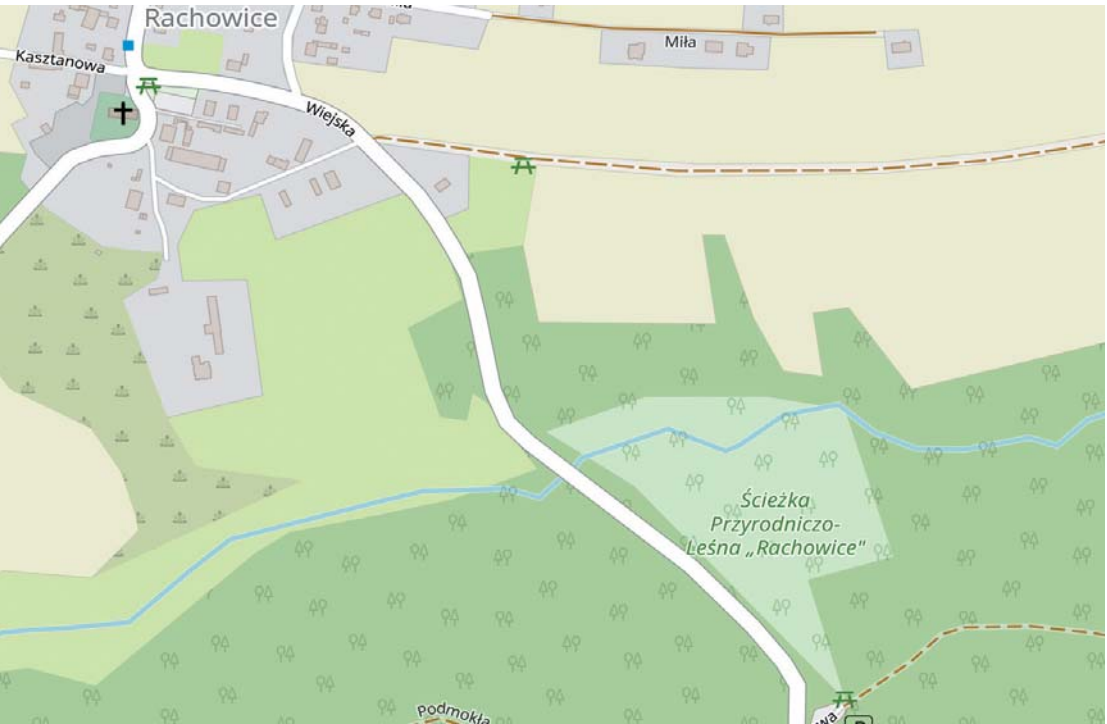 Rachowice
Kasztanowa
Miła
Wiejska
Ścieżka
Przyrodniczo-
Leśna „Rachowice"
Podmokła